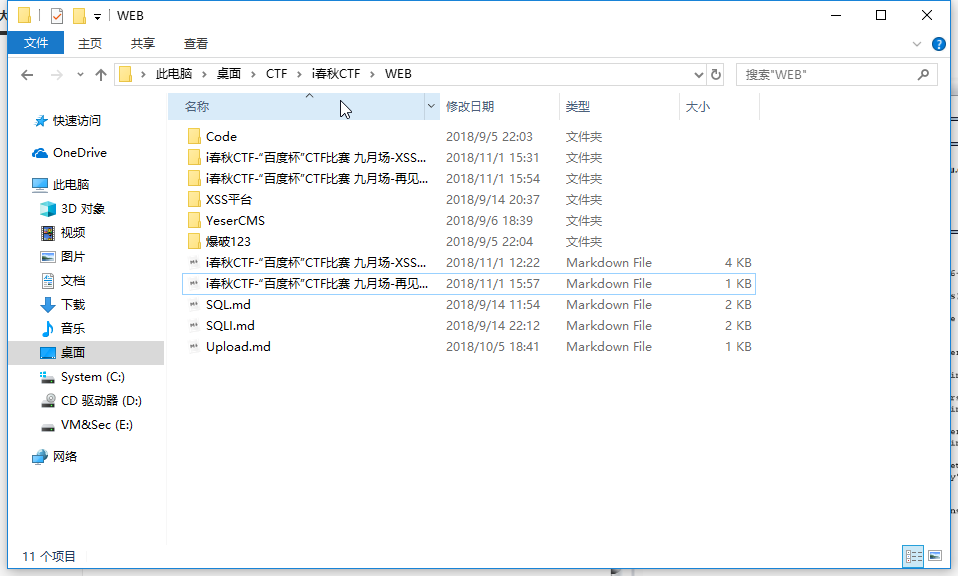 WEB
文件 主页 共享 查看
此电脑 桌面 CTF i春秋CTF WEB 搜索"WEB"
名称 修改日期 类型 大小
快速访问
OneDrive
此电脑
3D 对象
视频
图片
文档
下载
音乐
桌面
System (C:)
CD 驱动器 (D:)
VM&Sec (E:)
网络
Code 2018/9/5 22:03 文件夹
i春秋CTF-“百度杯”CTF比赛 九月场-XSS... 2018/11/1 15:31 文件夹
i春秋CTF-“百度杯”CTF比赛 九月场-再见... 2018/11/1 15:54 文件夹
XSS平台 2018/9/14 20:37 文件夹
YeserCMS 2018/9/6 18:39 文件夹
爆破123 2018/9/5 22:04 文件夹
i春秋CTF-“百度杯”CTF比赛 九月场-XSS... 2018/11/1 12:22 Markdown File 4 KB
i春秋CTF-“百度杯”CTF比赛 九月场-再见... 2018/11/1 15:57 Markdown File 1 KB
SQL.md 2018/9/14 11:54 Markdown File 2 KB
SQLI.md 2018/9/14 22:12 Markdown File 2 KB
Upload.md 2018/10/5 18:41 Markdown File 1 KB
11 个项目